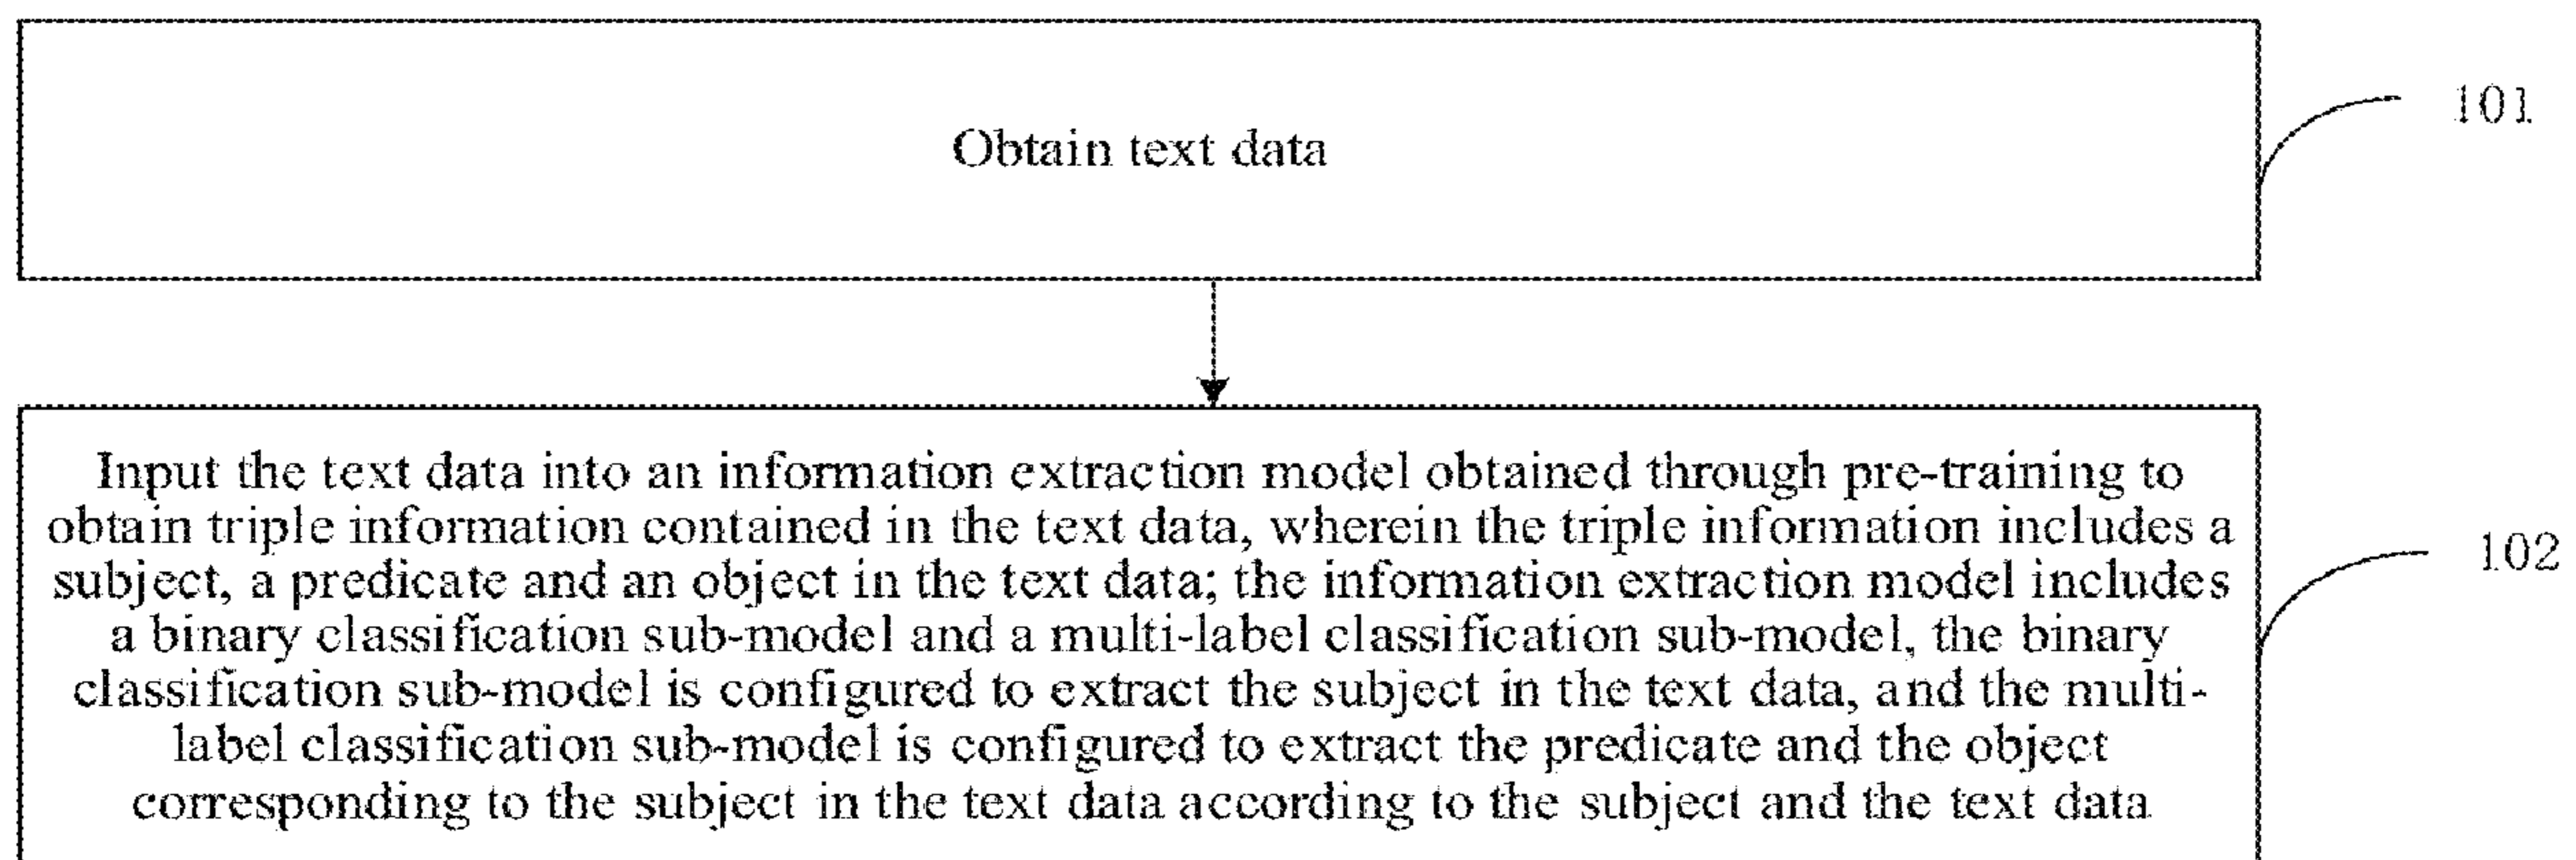 Obtain text data
101
Input the text data into an information extraction model obtained through pre-training to
obtain triple information contained in the text data, wherein the triple information includes a
subject, a predicate and an object in the text data; the information extraction model includes
a binary classification sub-model and a multi-label classification sub-model, the binary
classification sub-model is configured to extract the subject in the text data, and the multi-
label classification sub-model is configured to extract the predicate and the object
corresponding to the subject in the text data according to the subject and the text data
102